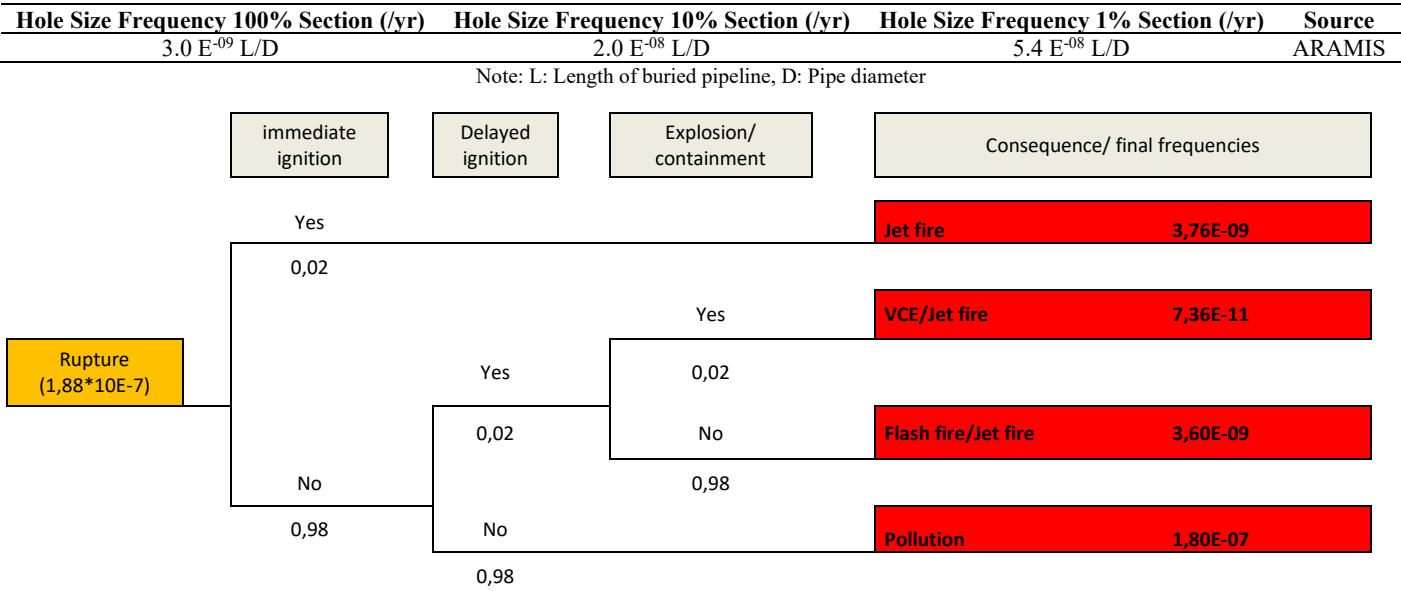 Hole Size Frequency 100% Section (/yr) Hole Size Frequency 10% Section (/yr) Hole Size Frequency 1% Section (/yr) Source
3.0 E-09 L/D 2.0 E-08 L/D 5.4 E-08 L/D ARAMIS
Note: L: Length of buried pipeline, D: Pipe diameter
immediate
ignition
Delayed
ignition
Explosion/
containment
Consequence/ final frequencies
Yes
Jet fire 3,76E-09
0,02
Yes
VCE/Jet fire 7,36E-11
Rupture
(1,88*10E-7)
Yes
0,02
0,02
No
Flash fire/Jet fire 3,60E-09
No
0,98
0,98
No
Pollution 1,80E-07
0,98